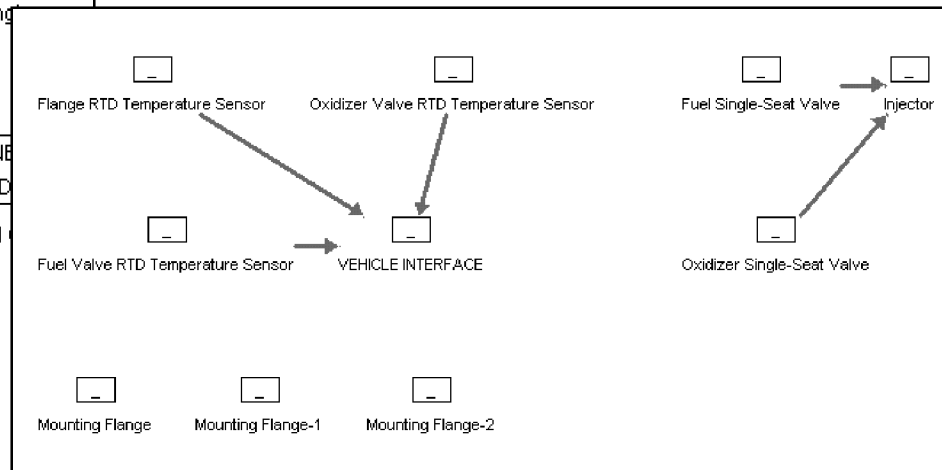 Flange RTD Temperature Sensor
Oxidizer Valve RTD Temperature Sensor
Fuel Single-Seat Valve
Injector
Fuel Valve RTD Temperature Sensor
VEHICLE INTERFACE
Oxidizer Single-Seat Valve
Mounting Flange
Mounting Flange-1
Mounting Flange-2